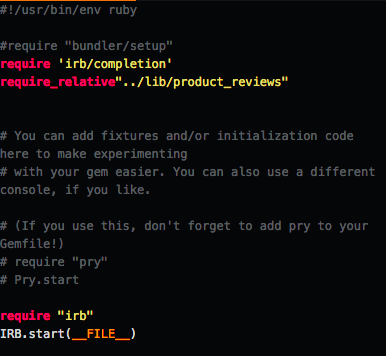 #!/usr/bin/env ruby
#require "bundler/setup"
require 'irb/completion'
require_relative"../lib/product_reviews"
# You can add fixtures and/or initialization code
here to make experimenting
# with your gem easier. You can also use a different
console, if you like.
# (If you use this, don't forget to add pry to your
Gemfile!)
# require "pry"
# Pry.start
require "irb"
IRB.start(__FILE__)